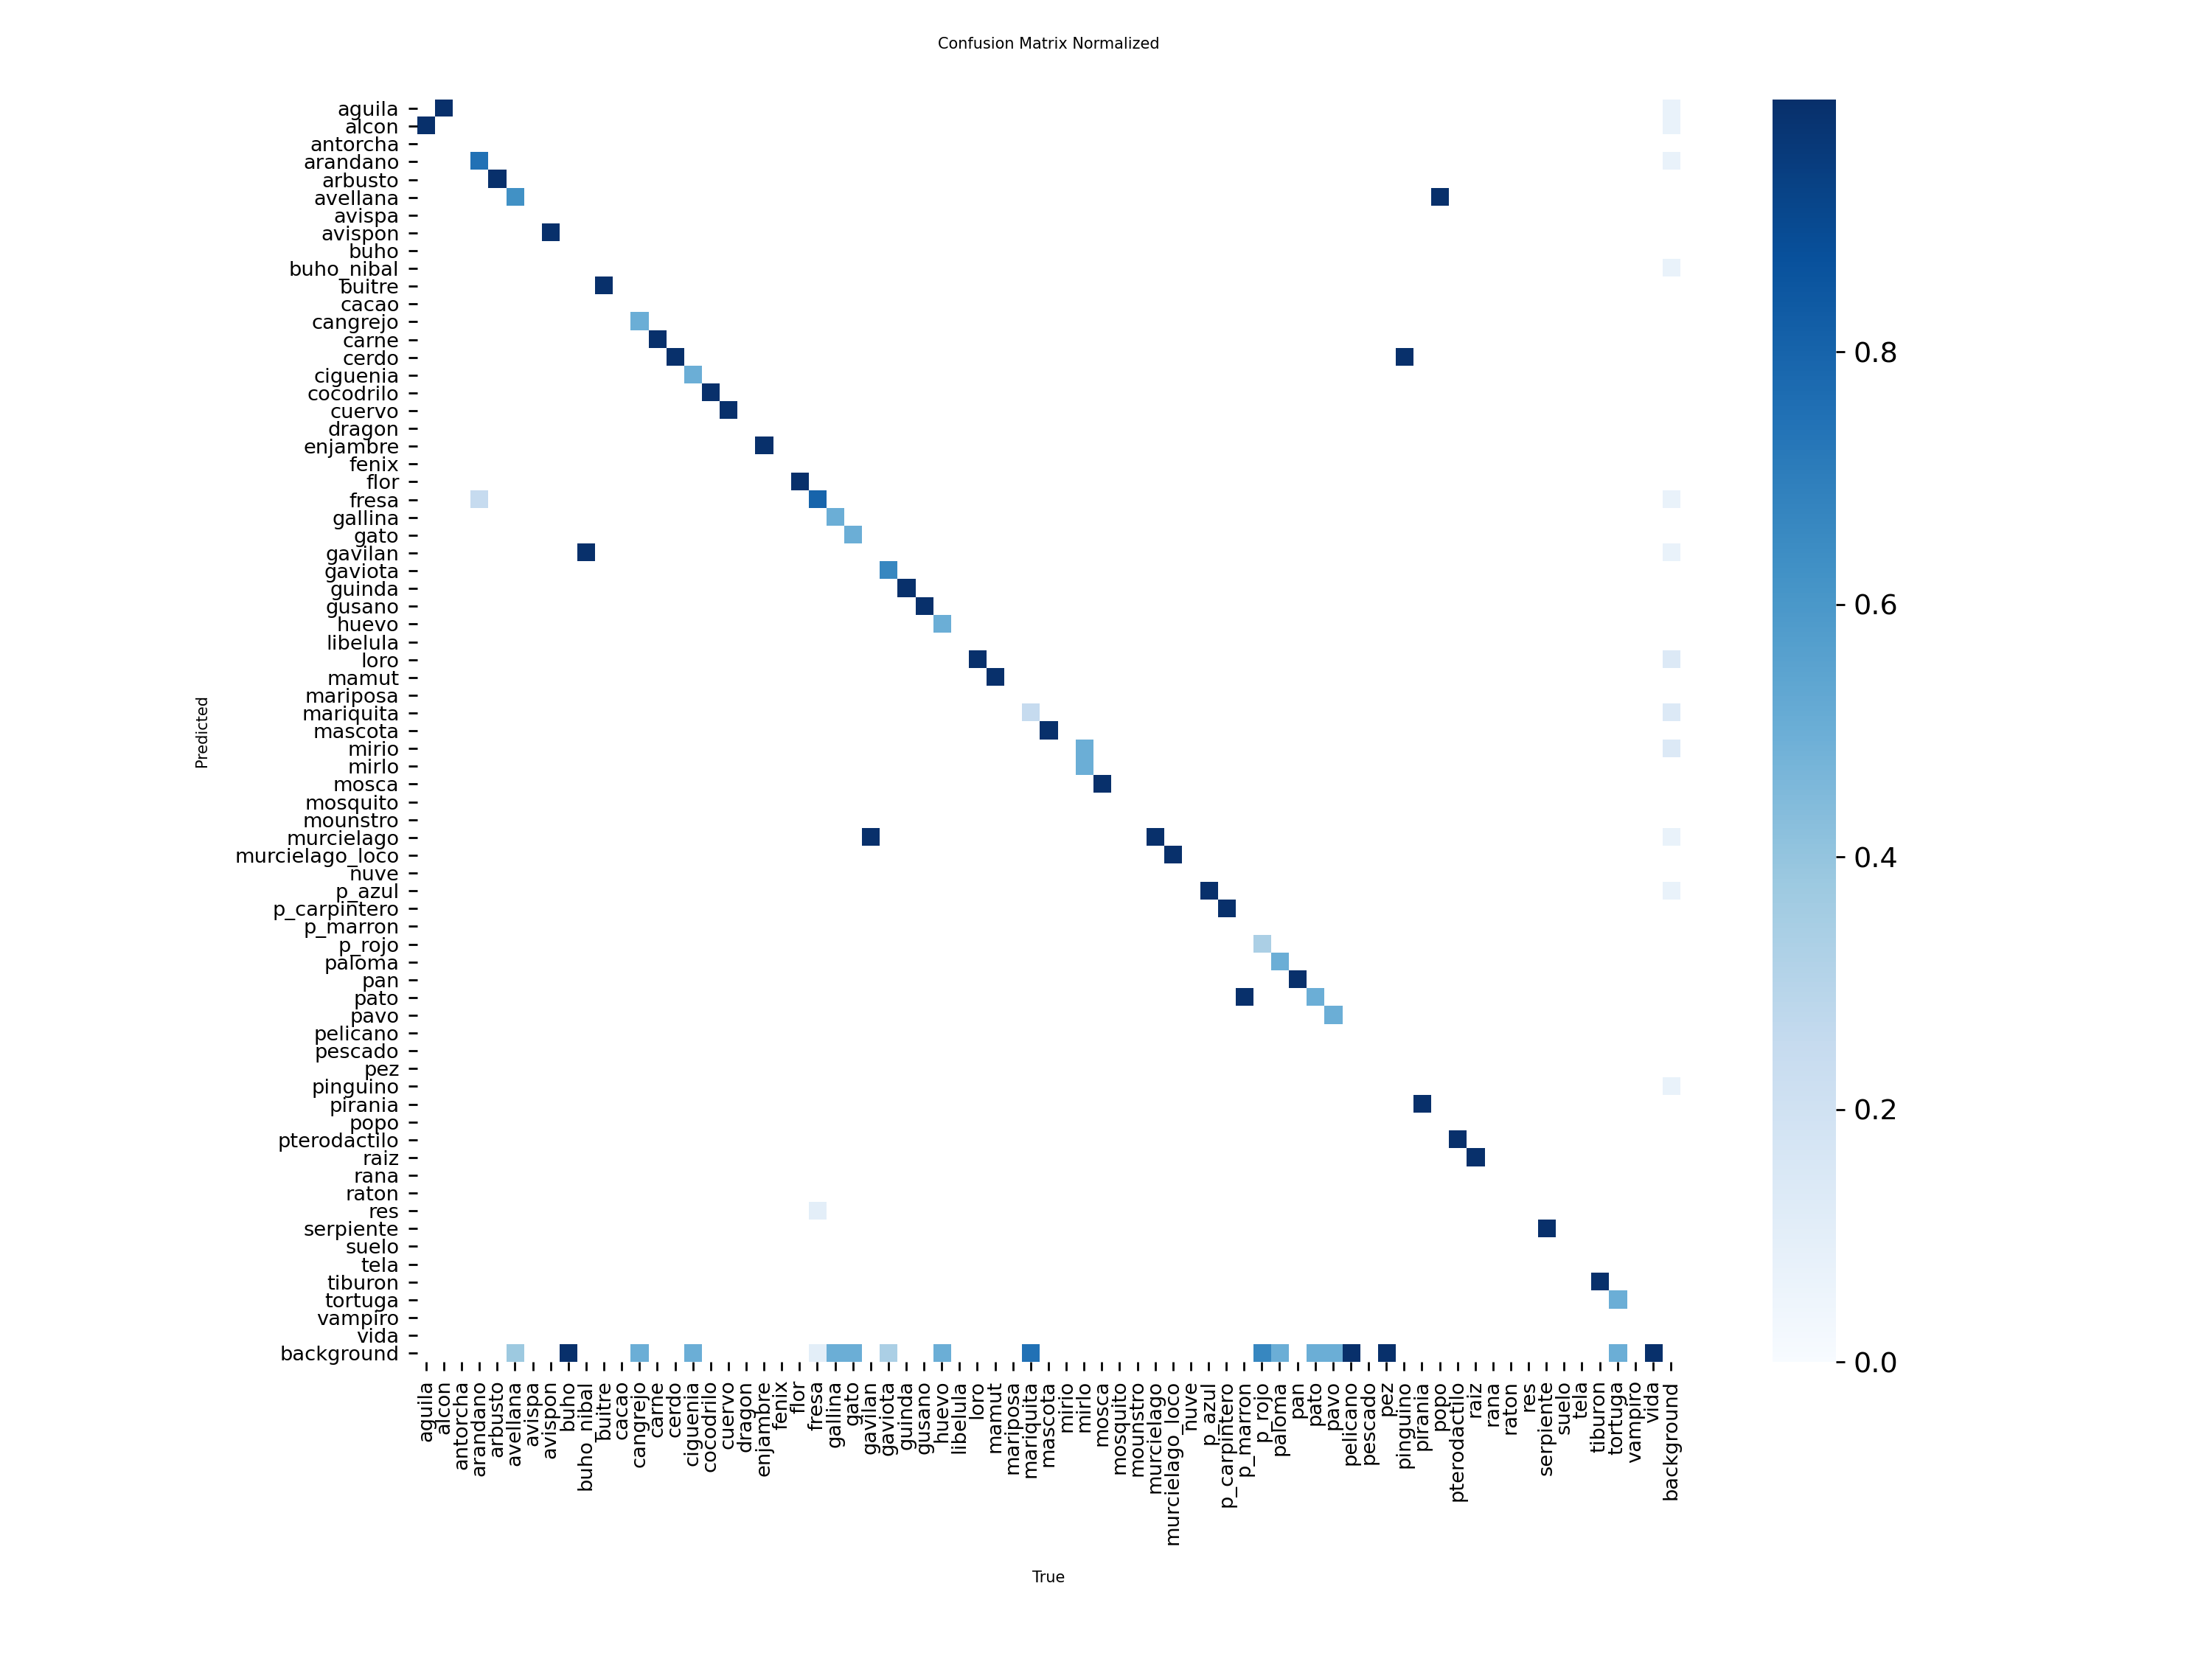 Confusion Matrix Normalized
aguila
alcon
antorcha
arandano
arbusto
avellana
avispa
avispon
buho
buho_nibal
buitre
cacao
cangrejo
carne
cerdo
ciguenia
cocodrilo
cuervo
dragon
enjambre
fenix
flor
fresa
gallina
gato
gavilan
gaviota
guinda
gusano
huevo
libelula
loro
mamut
mariposa
mariquita
mascota
mirio
mirlo
mosca
mosquito
mounstro
murcielago
murcielago_loco
nuve
p_azul
p_carpintero
p_marron
p_rojo
paloma
pan
pato
pavo
pelicano
pescado
pez
pinguino
pirania
popo
pterodactilo
raiz
rana
raton
res
serpiente
suelo
tela
tiburon
tortuga
vampiro
vida
background
Predicted
aguila
alcon
antorcha
arandano
arbusto
avellana
avispa
avispon
buho
buho_nibal
buitre
cacao
cangrejo
carne
cerdo
ciguenia
cocodrilo
cuervo
dragon
enjambre
fenix
flor
fresa
gallina
gato
gavilan
gaviota
guinda
gusano
huevo
libelula
loro
mamut
mariposa
mariquita
mascota
mirio
mirlo
mosca
mosquito
mounstro
murcielago
murcielago_loco
nuve
p_azul
p_carpintero
p_marron
p_rojo
paloma
pan
pato
pavo
pelicano
pescado
pez
pinguino
pirania
popo
pterodactilo
raiz
rana
raton
res
serpiente
suelo
tela
tiburon
tortuga
vampiro
vida
background
True
0.8
0.6
0.4
0.2
0.0